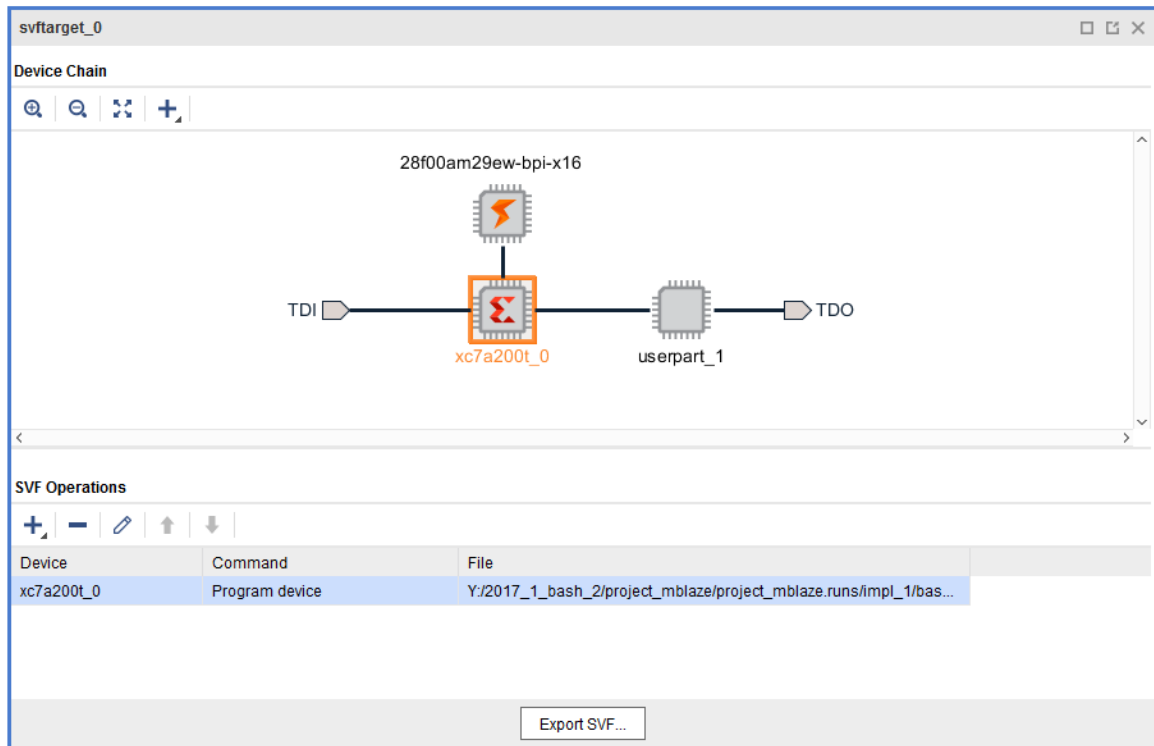 svftarget_0
Device Chain
28f00am29ew-bpi-x16
TDI
TDO
xc7a200t_0 userpart_1
SVF Operations
Device Command File
xc7a200t_0 Program device Y:/2017_1_bash_2/project_mblaze/project_mblaze.runs/impl_1/bas...
Export SVF...